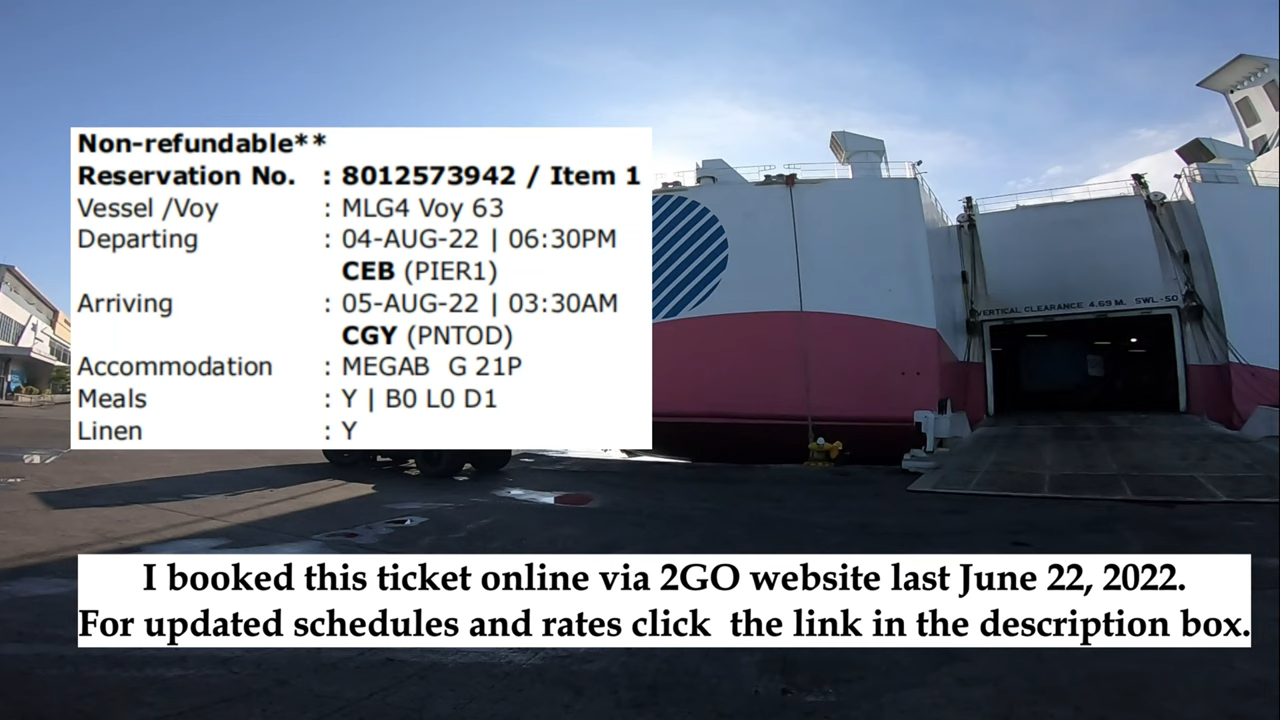 Non-refundable**
Reservation No. : 8012573942 / Item 1
Vessel /Voy : MLG4 Voy 63
Departing : 04-AUG-22 | 06:30PM
CEB (PIER1)
Arriving : 05-AUG-22 | 03:30AM
CGY (PNTOD)
Accommodation : MEGAB G 21P
Meals : Y | B0 L0 D1
Linen : Y
VERTICAL CLEARANCE 4.69 M. SWL-50
I booked this ticket online via 2GO website last June 22, 2022.
For updated schedules and rates click the link in the description box.